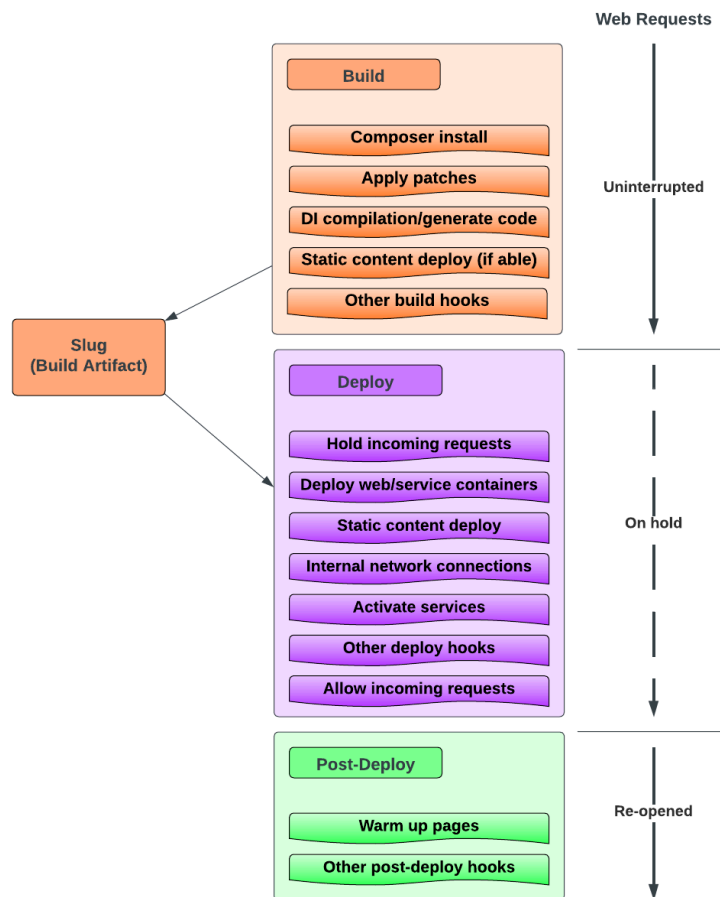 Web Requests
Build
Composer install
Apply patches
DI compilation/generate code
Static content deploy (if able)
Other build hooks
Uninterrupted
Slug
(Build Artifact)
Deploy
Hold incoming requests
Deploy web/service containers
Static content deploy
Internal network connections
Activate services
Other deploy hooks
Allow incoming requests
On hold
Post-Deploy
Warm up pages
Other post-deploy hooks
Re-opened